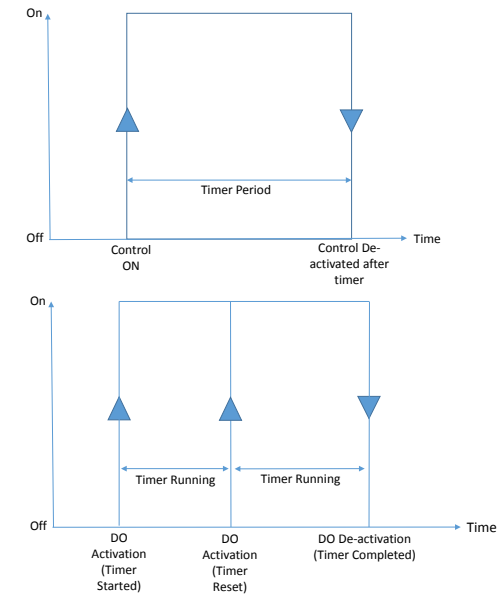 On
Timer Period
Off
Time
Control
ON
Control De-
activated after
timer
On
Timer Running
Timer Running
Off
Time
DO
Activation
(Timer
Started)
DO
Activation
(Timer
Reset)
DO De-activation
(Timer Completed)